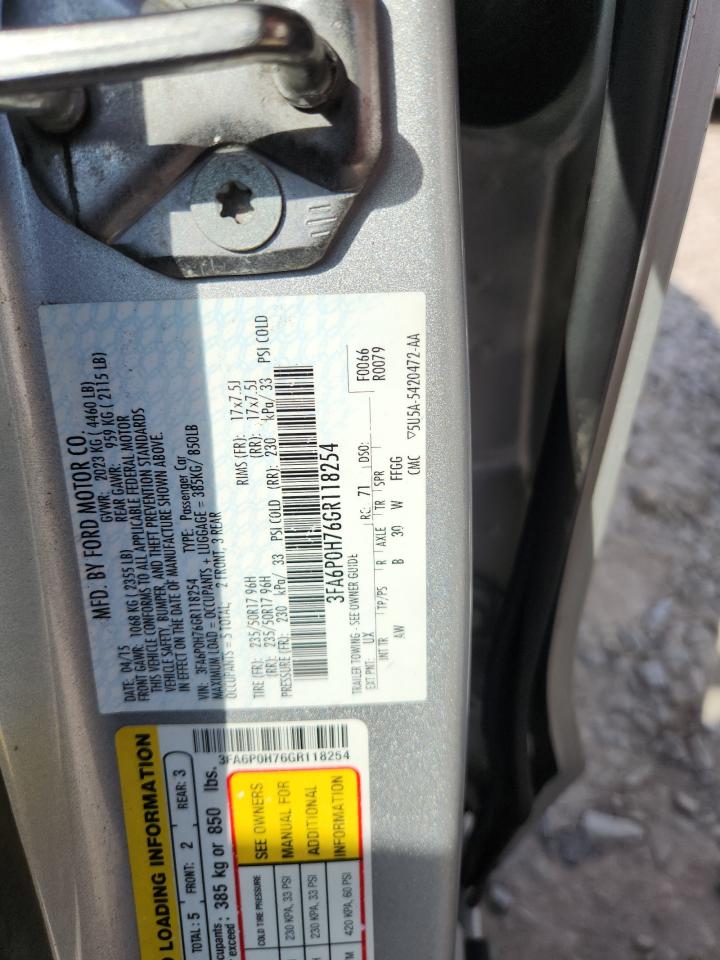 MFD. BY FORD MOTOR CO.
DATE: 04/15 GVWR: 2023 KG ( 4460 LB)
FRONT GAWR: 1068 KG ( 2355 LB) REAR GAWR: 959 KG ( 2115 LB)
THIS VEHICLE CONFORMS TO ALL APPLICABLE FEDERAL MOTOR
VEHICLE SAFETY, BUMPER, AND THEFT PREVENTION STANDARDS
IN EFFECT ON THE DATE OF MANUFACTURE SHOWN ABOVE.
VIN: 3FA6P0H76GR118254 TYPE: Passenger Car
MAXIMUM LOAD = OCCUPANTS + LUGGAGE = 385KG/ 850LB
OCCUPANTS = 5 TOTAL, 2 FRONT, 3 REAR
TIRE (FR): 235/50R17 96H RIMS (FR): 17x7.5J
(RR): 235/50R17 96H (RR): 17x7.5J
PRESSURE (FR): 230 kPa/ 33 PSI COLD (RR): 230 kPa/ 33 PSI COLD
3FA6P0H76GR118254
TRAILER TOWING - SEE OWNER GUIDE F0066
EXT PNT: UX RC: 71 DSO: R0079
INT TR TP/PS R AXLE TR SPR
AW B 30 W FFGG
CMC ▽5U5A-5420472-AA
LOADING INFORMATION
TOTAL : 5 FRONT: 2 REAR: 3
385 kg or 850 lbs.
3FA6P0H76GR118254
COLD TIRE PRESSURE SEE OWNERS
230 KPA, 33 PSI MANUAL FOR
230 KPA, 33 PSI ADDITIONAL
420 KPA, 60 PSI INFORMATION